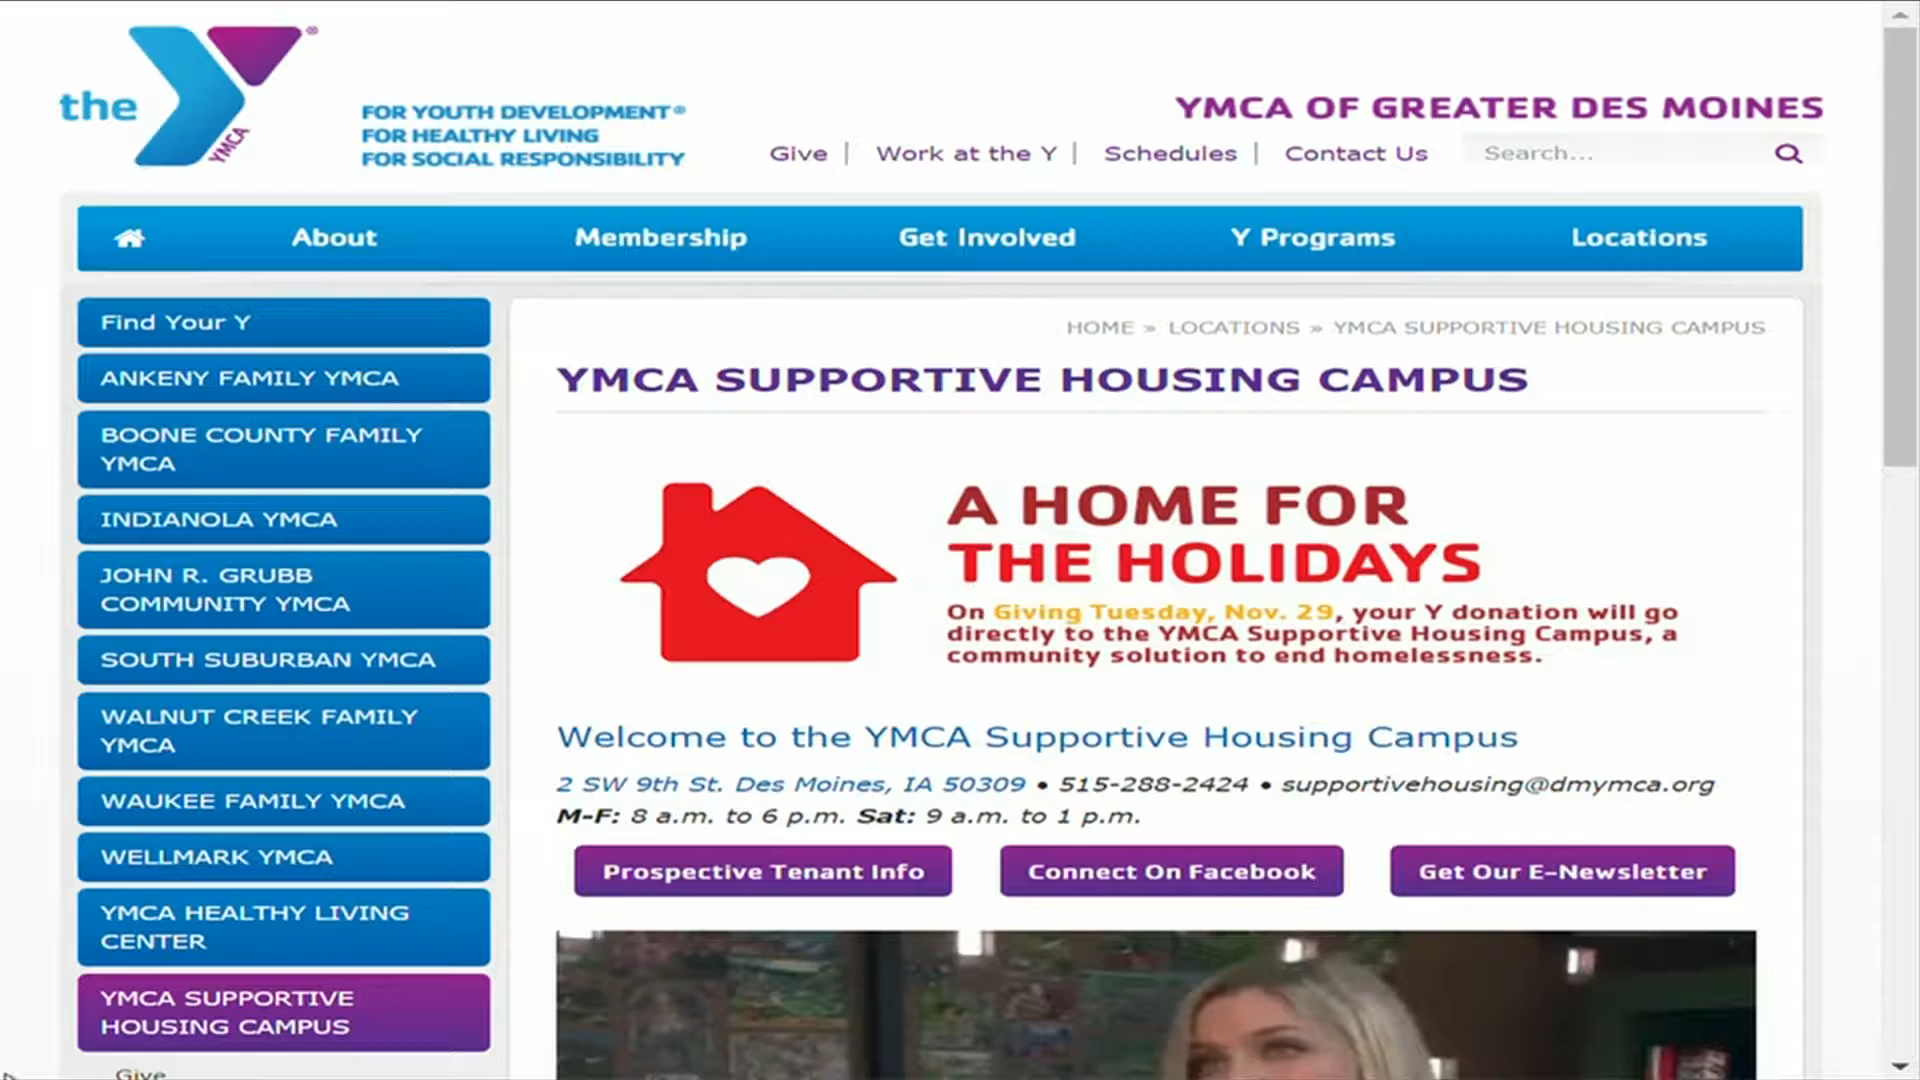 the
YMCA
®
FOR YOUTH DEVELOPMENT®
FOR HEALTHY LIVING
FOR SOCIAL RESPONSIBILITY
YMCA OF GREATER DES MOINES
Give | Work at the Y | Schedules | Contact Us
Search...
About
Membership
Get Involved
Y Programs
Locations
Find Your Y
ANKENY FAMILY YMCA
BOONE COUNTY FAMILY
YMCA
INDIANOLA YMCA
JOHN R. GRUBB
COMMUNITY YMCA
SOUTH SUBURBAN YMCA
WALNUT CREEK FAMILY
YMCA
WAUKEE FAMILY YMCA
WELLMARK YMCA
YMCA HEALTHY LIVING
CENTER
YMCA SUPPORTIVE
HOUSING CAMPUS
Give
HOME » LOCATIONS » YMCA SUPPORTIVE HOUSING CAMPUS
YMCA SUPPORTIVE HOUSING CAMPUS
A HOME FOR
THE HOLIDAYS
On Giving Tuesday, Nov. 29, your Y donation will go
directly to the YMCA Supportive Housing Campus, a
community solution to end homelessness.
Welcome to the YMCA Supportive Housing Campus
2 SW 9th St. Des Moines, IA 50309 • 515-288-2424 • supportivehousing@dmymca.org
M-F: 8 a.m. to 6 p.m. Sat: 9 a.m. to 1 p.m.
Prospective Tenant Info
Connect On Facebook
Get Our E-Newsletter